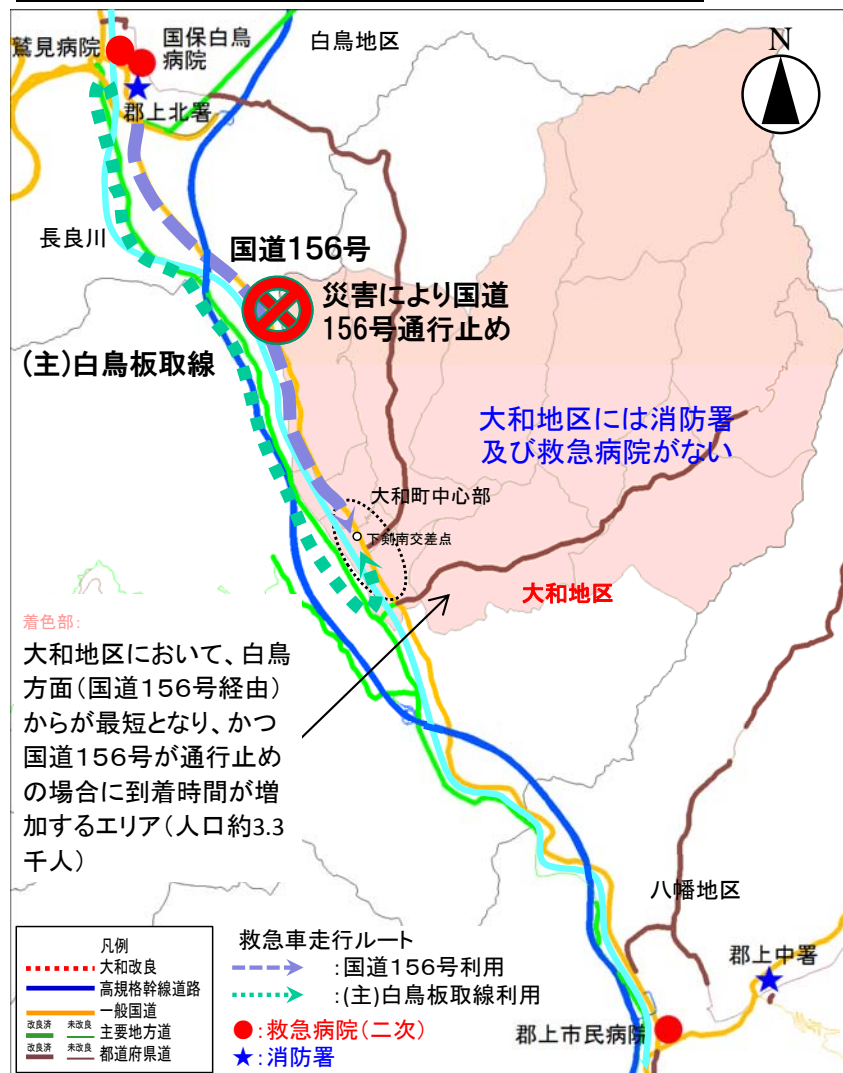 鷲見病院
国保白鳥
病院
白鳥地区
N
郡上北署
長良川
国道156号
災害により国道
156号通行止め
(主)白鳥板取線
大和地区には消防署
及び救急病院がない
大和町中心部
下剣南交差点
大和地区
着色部:
大和地区において、白鳥
方面(国道156号経由)
からが最短となり、かつ
国道156号が通行止め
の場合に到着時間が増
加するエリア(人口約3.3
千人)
八幡地区
郡上中署
郡上市民病院
凡例
大和改良
高規格幹線道路
一般国道
改良済 未改良 主要地方道
改良済 未改良 都道府県道
救急車走行ルート
:国道156号利用
:(主)白鳥板取線利用
:救急病院(二次)
:消防署